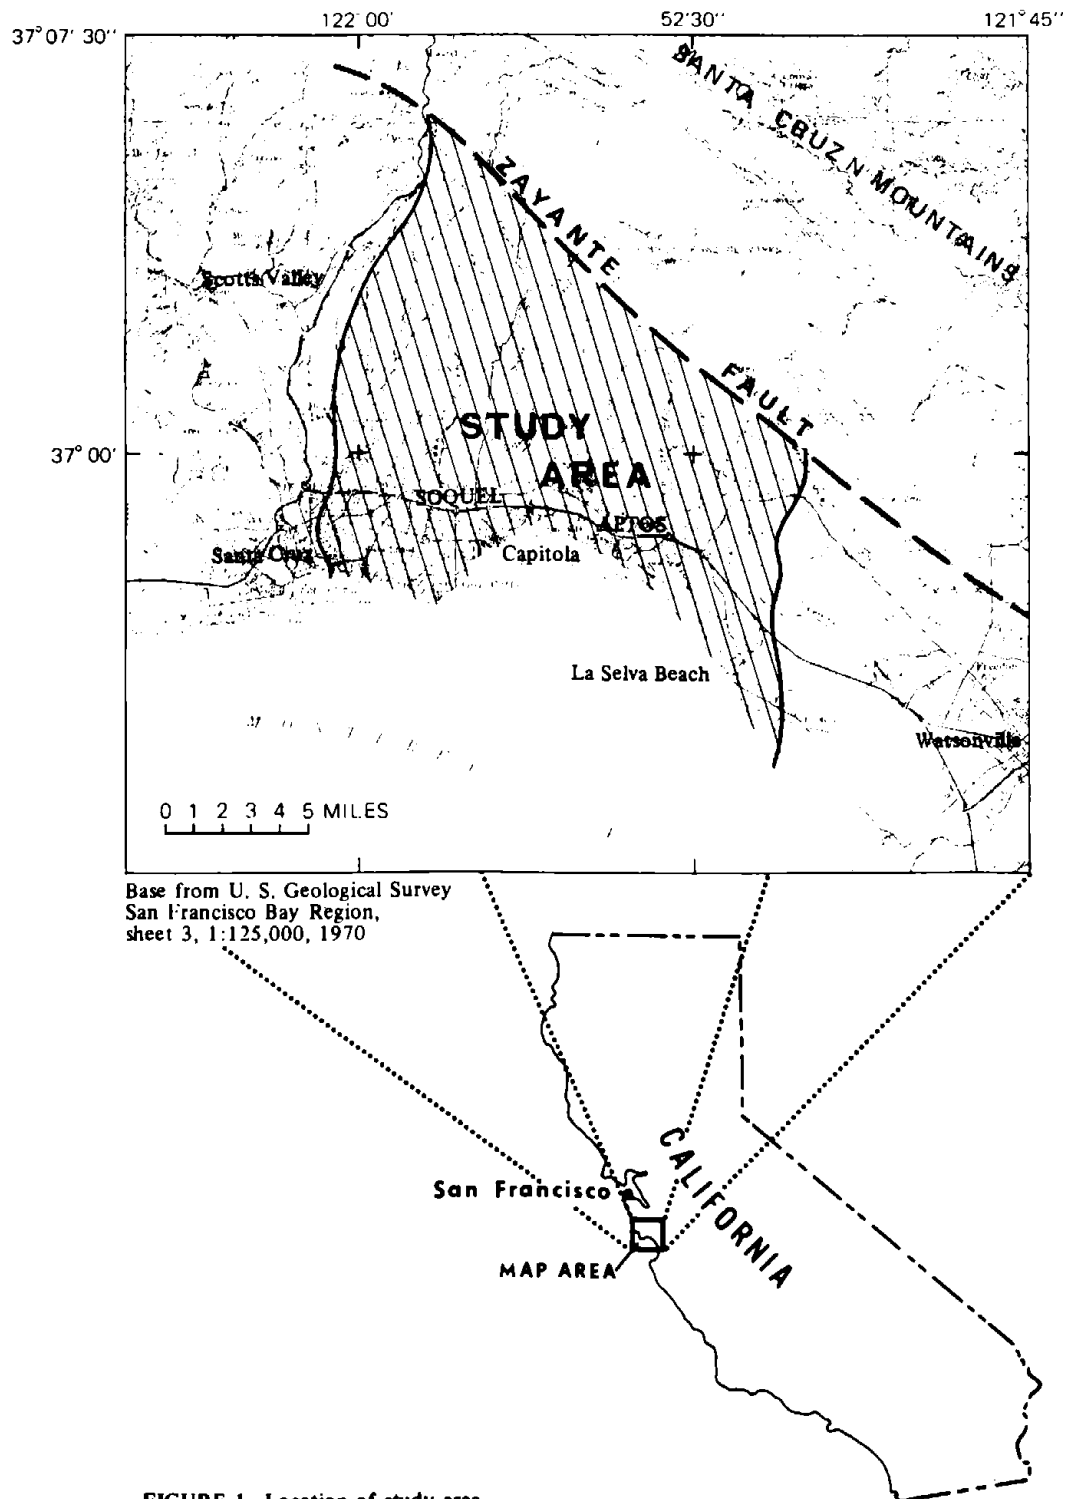 122° 00' 52'30'' 121°45''
37°07'30''
SANTA CRUZ MOUNTAINS
ZAYANTE FAULT
Scotts Valley
STUDY AREA
37°00'
SOQUEL
APTOS
Santa Cruz
Capitola
La Selva Beach
Watsonville
0 1 2 3 4 5 MILES
Base from U. S. Geological Survey
San Francisco Bay Region,
sheet 3, 1:125,000, 1970
CALIFORNIA
San Francisco
MAP AREA
FIGURE 1. Location of study area